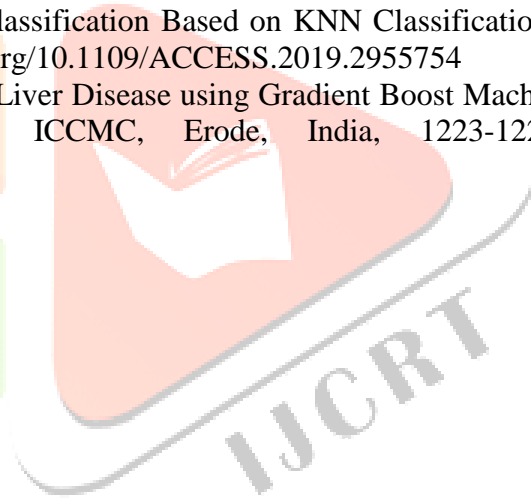 lassification Based on KNN Classificatio
rg/10.1109/ACCESS.2019.2955754
Liver Disease using Gradient Boost Mach
ICCMC, Erode, India, 1223-122
IJCRT